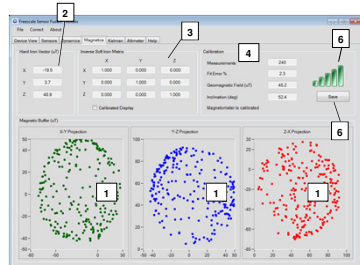 Freescale Sensor Fusion
File Correct About
Device View Sensors Dynamics Magnetics Kalman Altimeter Help
2
3
4
6
Hard Iron Vector (uT)
X -19.5
Y 3.7
Z 40.8
Inverse Soft Iron Matrix
X Y Z
X 1.000 0.000 0.000
Y 0.000 1.000 0.000
Z 0.000 0.000 1.000
Calibrated Display
Calibration
Measurements 240
Fit Error % 2.3
Geomagnetic Field (uT) 45.2
Inclination (deg) 52.4
Magnetometer is calibrated
Save
6
Magnetic Buffer (uT)
X-Y Projection
Y-Z Projection
Z-X Projection
1
1
1